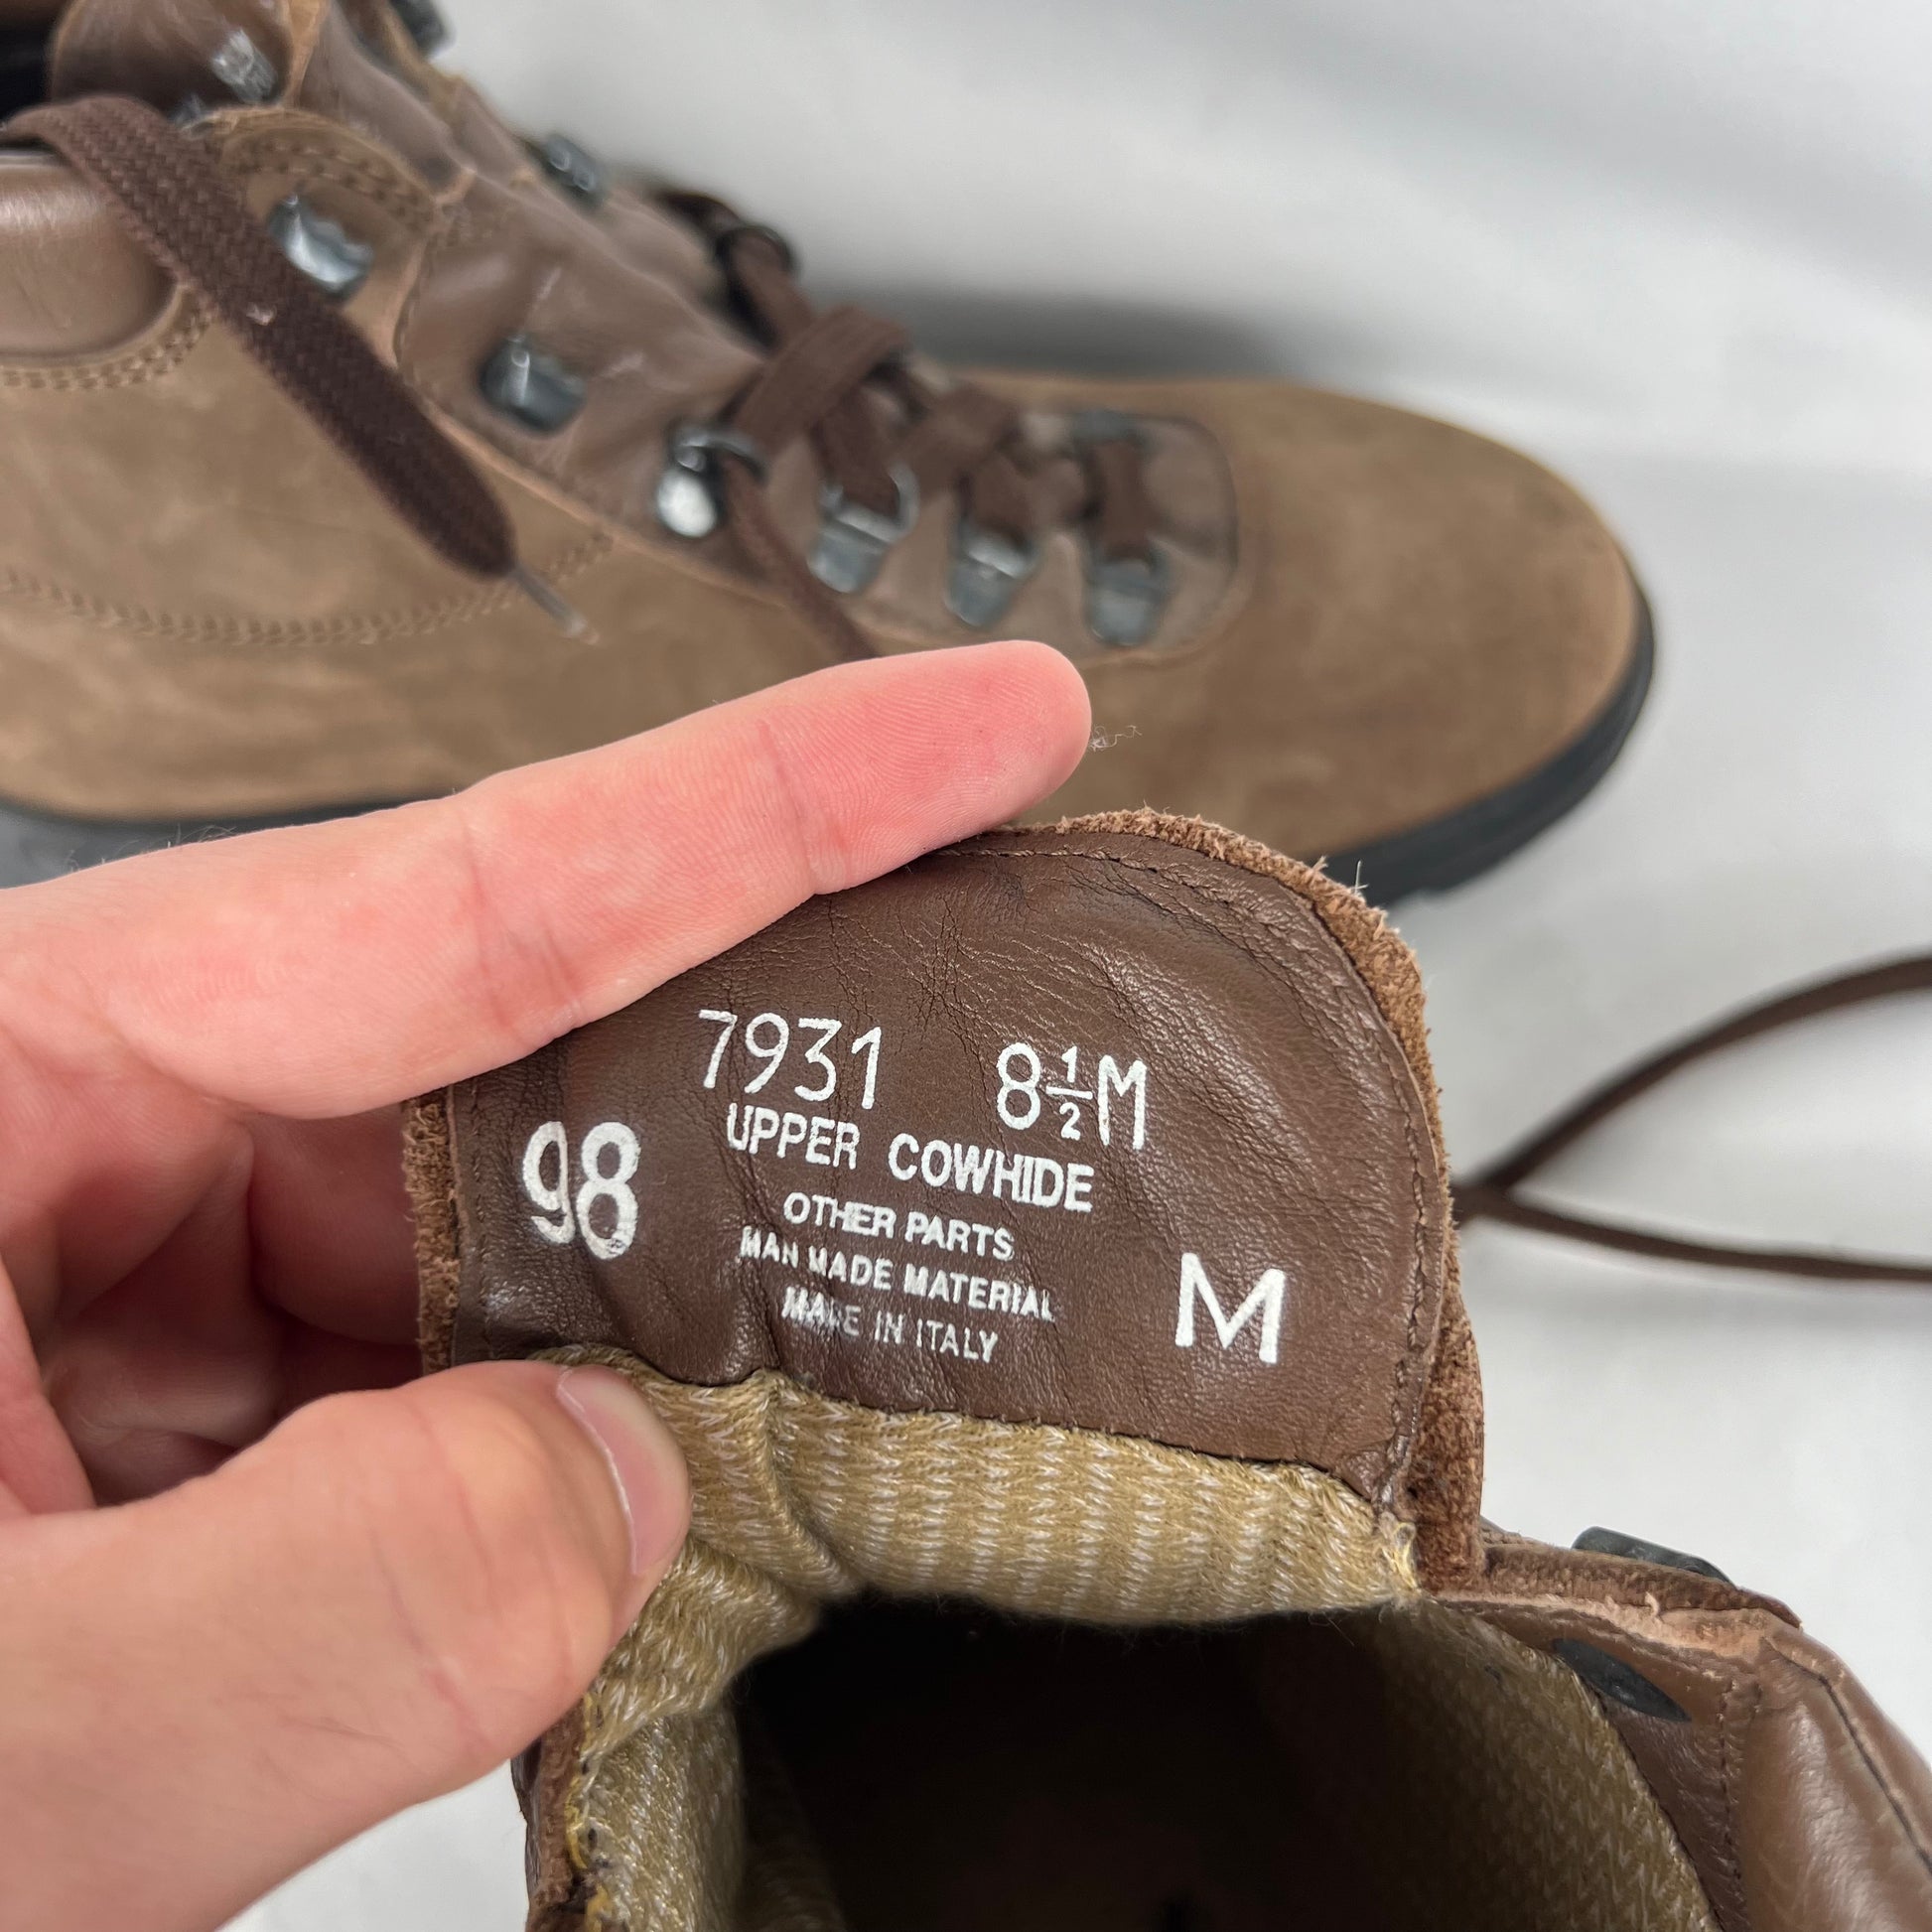 7931 8½M
UPPER COWHIDE
98
OTHER PARTS
MAN MADE MATERIAL
MADE IN ITALY
M